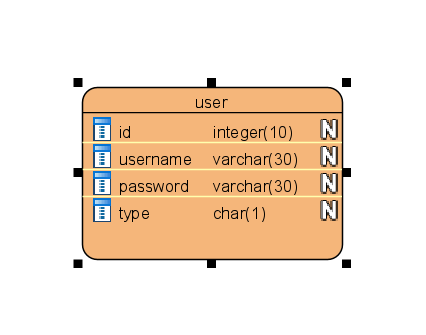 user
id integer(10) N
username varchar(30) N
password varchar(30) N
type char(1) N